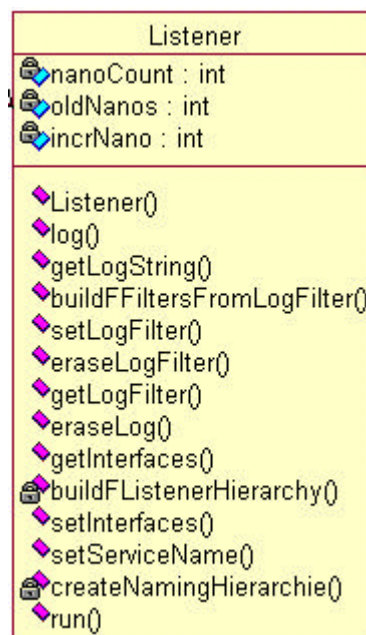 Listener
nanoCount : int
oldNanos : int
incrNano : int
Listener()
log()
getLogString()
buildFFiltersFromLogFilter()
setLogFilter()
eraseLogFilter()
getLogFilter()
eraseLog()
getInterfaces()
buildFListenerHierarchy()
setInterfaces()
setServiceName()
createNamingHierarchie()
run()